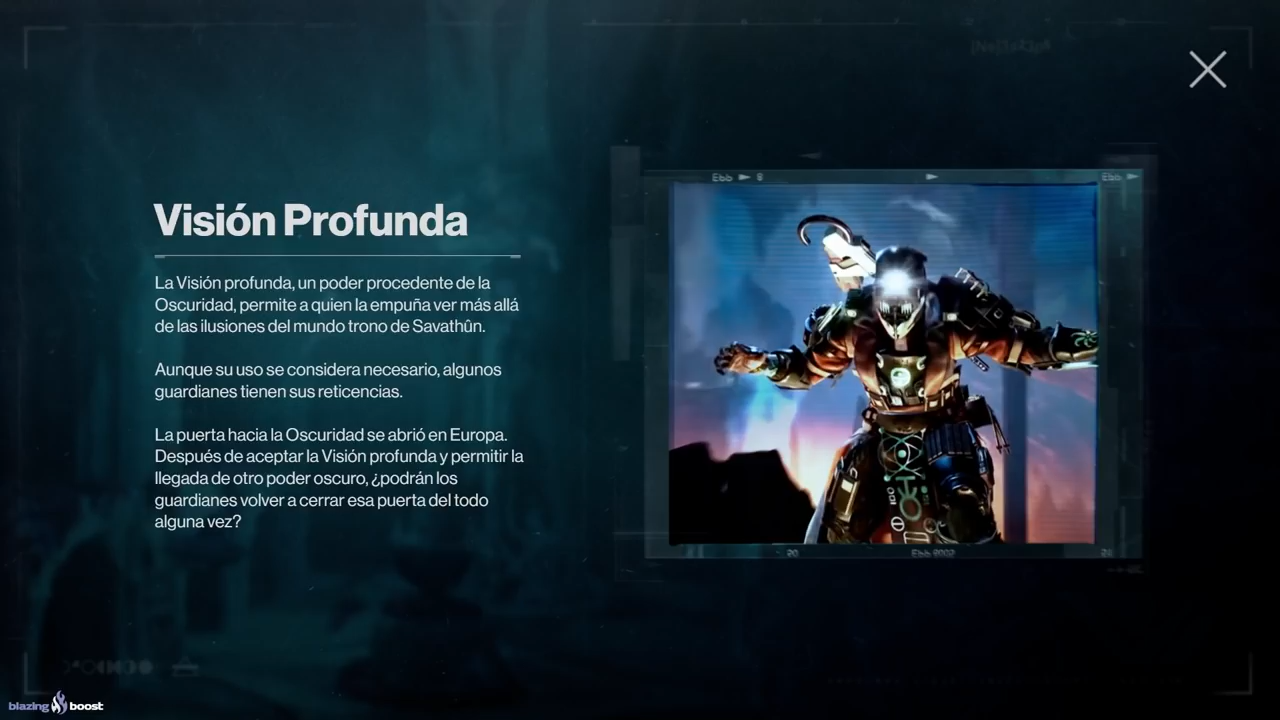 Visión Profunda
La Visión profunda, un poder procedente de la
Oscuridad, permite a quien la empuña ver más allá
de las ilusiones del mundo trono de Savathûn.
Aunque su uso se considera necesario, algunos
guardianes tienen sus reticencias.
La puerta hacia la Oscuridad se abrió en Europa.
Después de aceptar la Visión profunda y permitir la
llegada de otro poder oscuro, ¿podrán los
guardianes volver a cerrar esa puerta del todo
alguna vez?
blazing boost